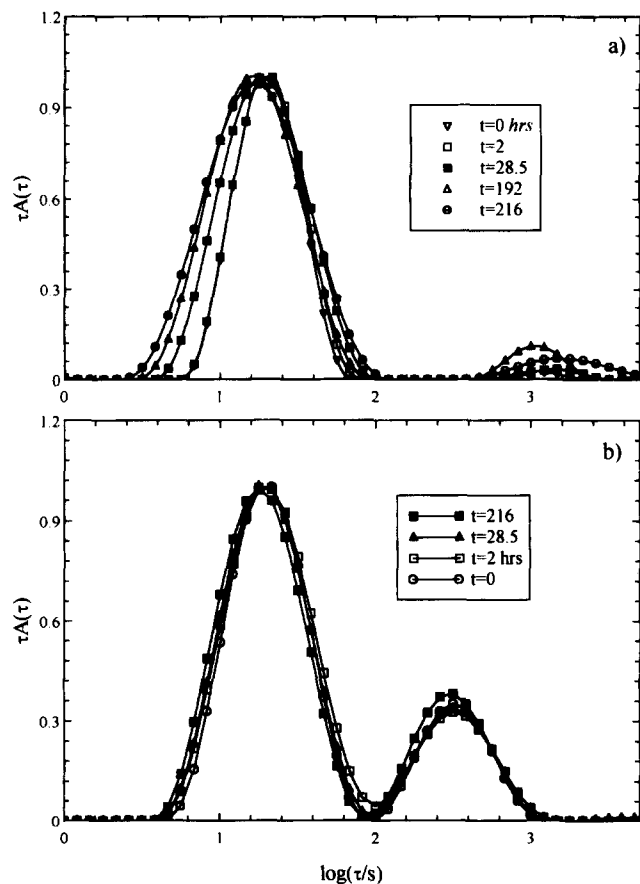 a)
1.2
0.9
0.6
0.3
0
τA(τ)
t=0 hrs
t=2
t=28.5
t=192
t=216
0
1
2
3
b)
1.2
0.9
0.6
0.3
0
τA(τ)
t=216
t=28.5
t=2 hrs
t=0
0
1
2
3
log(τ/s)